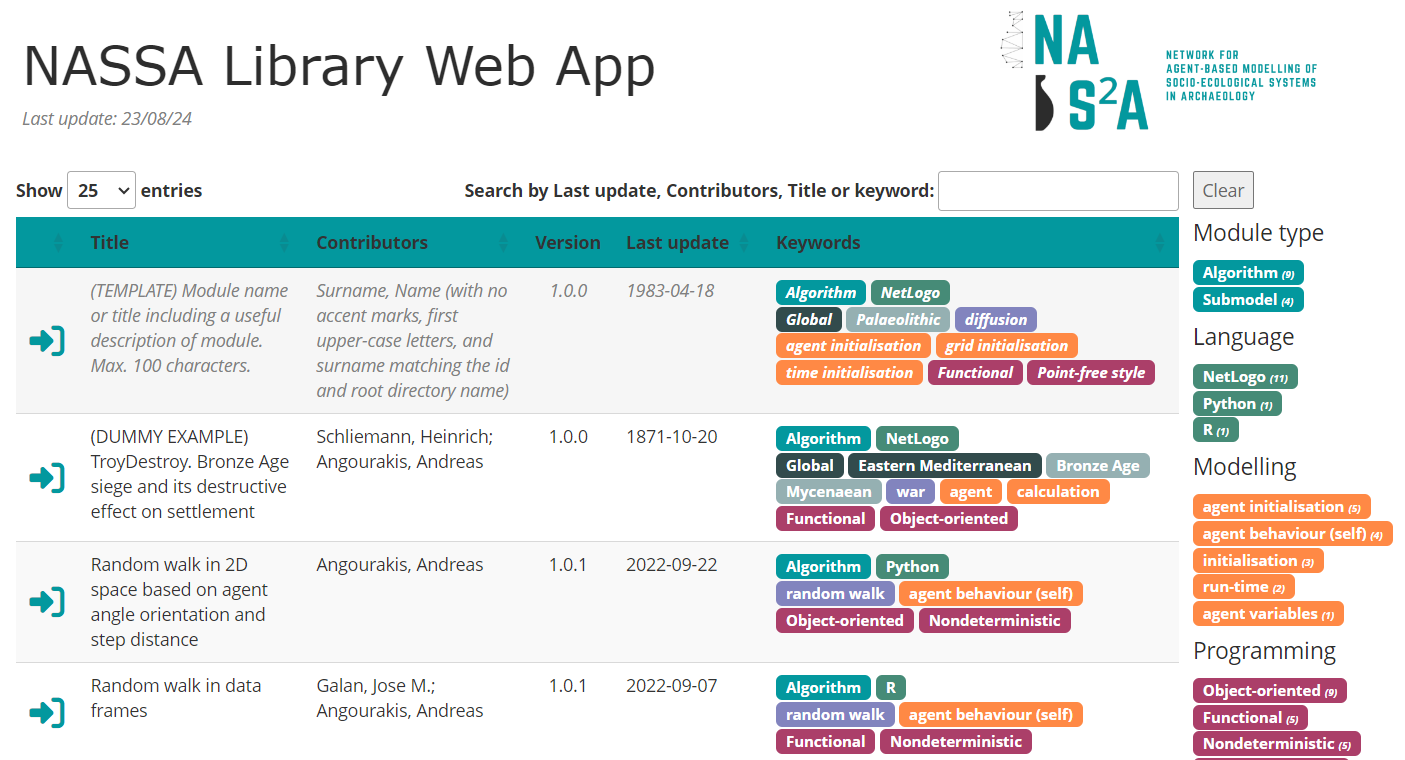 NASSA Library Web App
Last update: 23/08/24
NA
S2A
NETWORK FOR
AGENT-BASED MODELLING OF
SOCIO-ECOLOGICAL SYSTEMS
IN ARCHAEOLOGY
Show 25 entries
Search by Last update, Contributors, Title or keyword:
Clear
Title Contributors Version Last update Keywords
(TEMPLATE) Module name
or title including a useful
description of module.
Max. 100 characters.
Surname, Name (with no
accent marks, first
upper-case letters, and
surname matching the id
and root directory name)
1.0.0
1983-04-18
Algorithm NetLogo
Global Palaeolithic diffusion
agent initialisation grid initialisation
time initialisation Functional Point-free style
(DUMMY EXAMPLE)
TroyDestroy. Bronze Age
siege and its destructive
effect on settlement
Schliemann, Heinrich;
Angourakis, Andreas
1.0.0
1871-10-20
Algorithm NetLogo
Global Eastern Mediterranean Bronze Age
Mycenaean war agent calculation
Functional Object-oriented
Random walk in 2D
space based on agent
angle orientation and
step distance
Angourakis, Andreas
1.0.1
2022-09-22
Algorithm Python
random walk agent behaviour (self)
Object-oriented Nondeterministic
Random walk in data
frames
Galan, Jose M.;
Angourakis, Andreas
1.0.1
2022-09-07
Algorithm R
random walk agent behaviour (self)
Functional Nondeterministic
Module type
Algorithm (9)
Submodel (4)
Language
NetLogo (11)
Python (1)
R (1)
Modelling
agent initialisation (5)
agent behaviour (self) (4)
initialisation (3)
run-time (2)
agent variables (1)
Programming
Object-oriented (9)
Functional (5)
Nondeterministic (5)